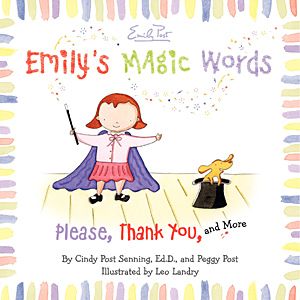 Emily Post
Emily's Magic Words
Please, Thank You, and More
By Cindy Post Senning, Ed.D., and Peggy Post
Illustrated by Leo Landry